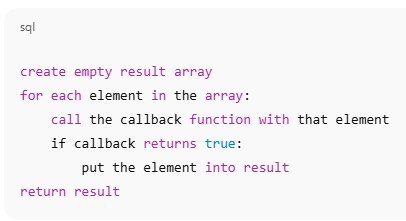 sql
create empty result array
for each element in the array:
    call the callback function with that element
    if callback returns true:
        put the element into result
return result